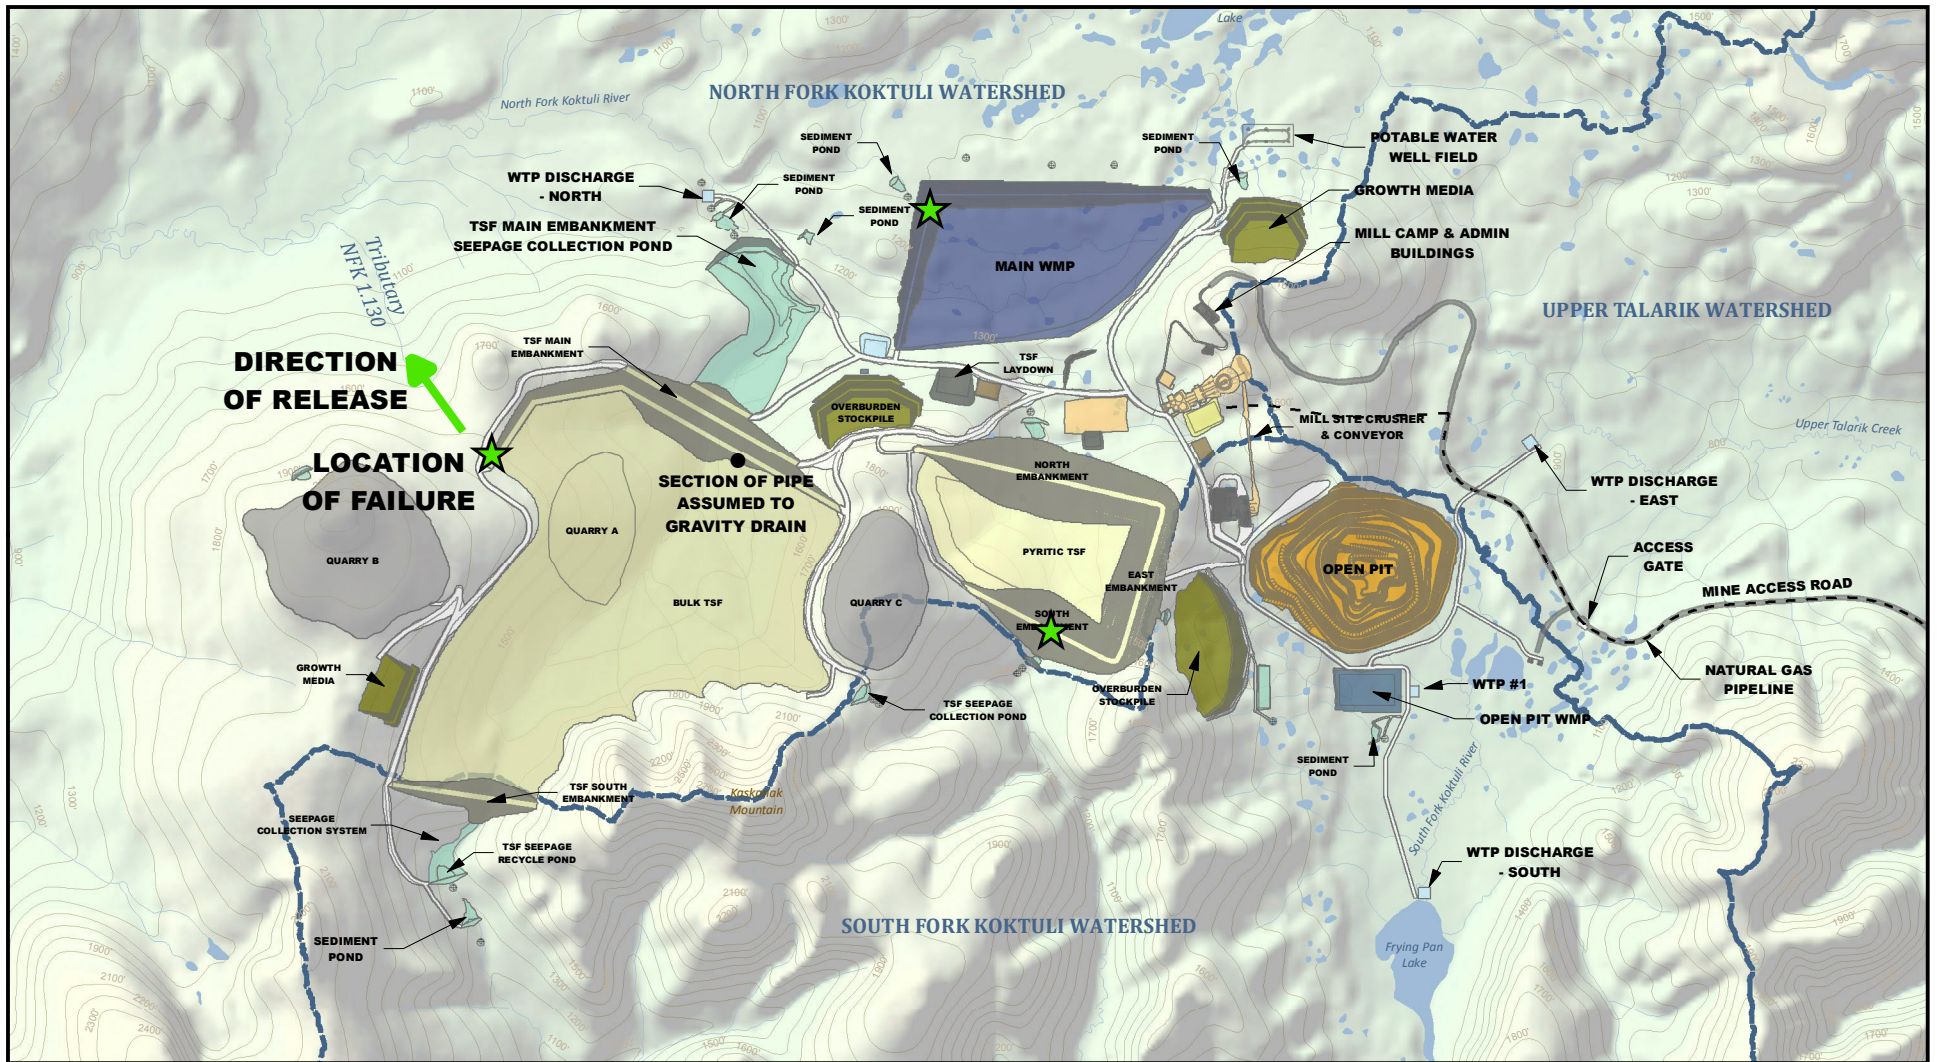 Lake
NORTH FORK KOKTULI WATERSHED
North Fork Koktuli River
SEDIMENT
POND
SEDIMENT
POND
POTABLE WATER
WELL FIELD
WTP DISCHARGE
- NORTH
SEDIMENT
POND
GROWTH MEDIA
SEDIMENT
POND
TSF MAIN EMBANKMENT
SEEPAGE COLLECTION POND
MILL CAMP & ADMIN
BUILDINGS
MAIN WMP
Tributary
NFK 1.130
UPPER TALARIK WATERSHED
TSF MAIN
EMBANKMENT
TSF
LAYDOWN
DIRECTION
OF RELEASE
OVERBURDEN
STOCKPILE
MILL SITE CRUSHER
& CONVEYOR
Upper Talarik Creek
LOCATION
OF FAILURE
SECTION OF PIPE
ASSUMED TO
GRAVITY DRAIN
NORTH
EMBANKMENT
WTP DISCHARGE
- EAST
QUARRY A
QUARRY B
PYRITIC TSF
OPEN PIT
ACCESS
GATE
EAST
EMBANKMENT
MINE ACCESS ROAD
BULK TSF
QUARRY C
SOUTH
EMBANKMENT
GROWTH
MEDIA
NATURAL GAS
PIPELINE
WTP #1
OVERBURDEN
STOCKPILE
TSF SEEPAGE
COLLECTION POND
OPEN PIT WMP
SEDIMENT
POND
TSF SOUTH
EMBANKMENT
Mountain
South Fork Koktuli River
SEEPAGE
COLLECTION SYSTEM
TSF SEEPAGE
RECYCLE POND
WTP DISCHARGE
- SOUTH
SOUTH FORK KOKTULI WATERSHED
SEDIMENT
POND
Frying Pan
Lake